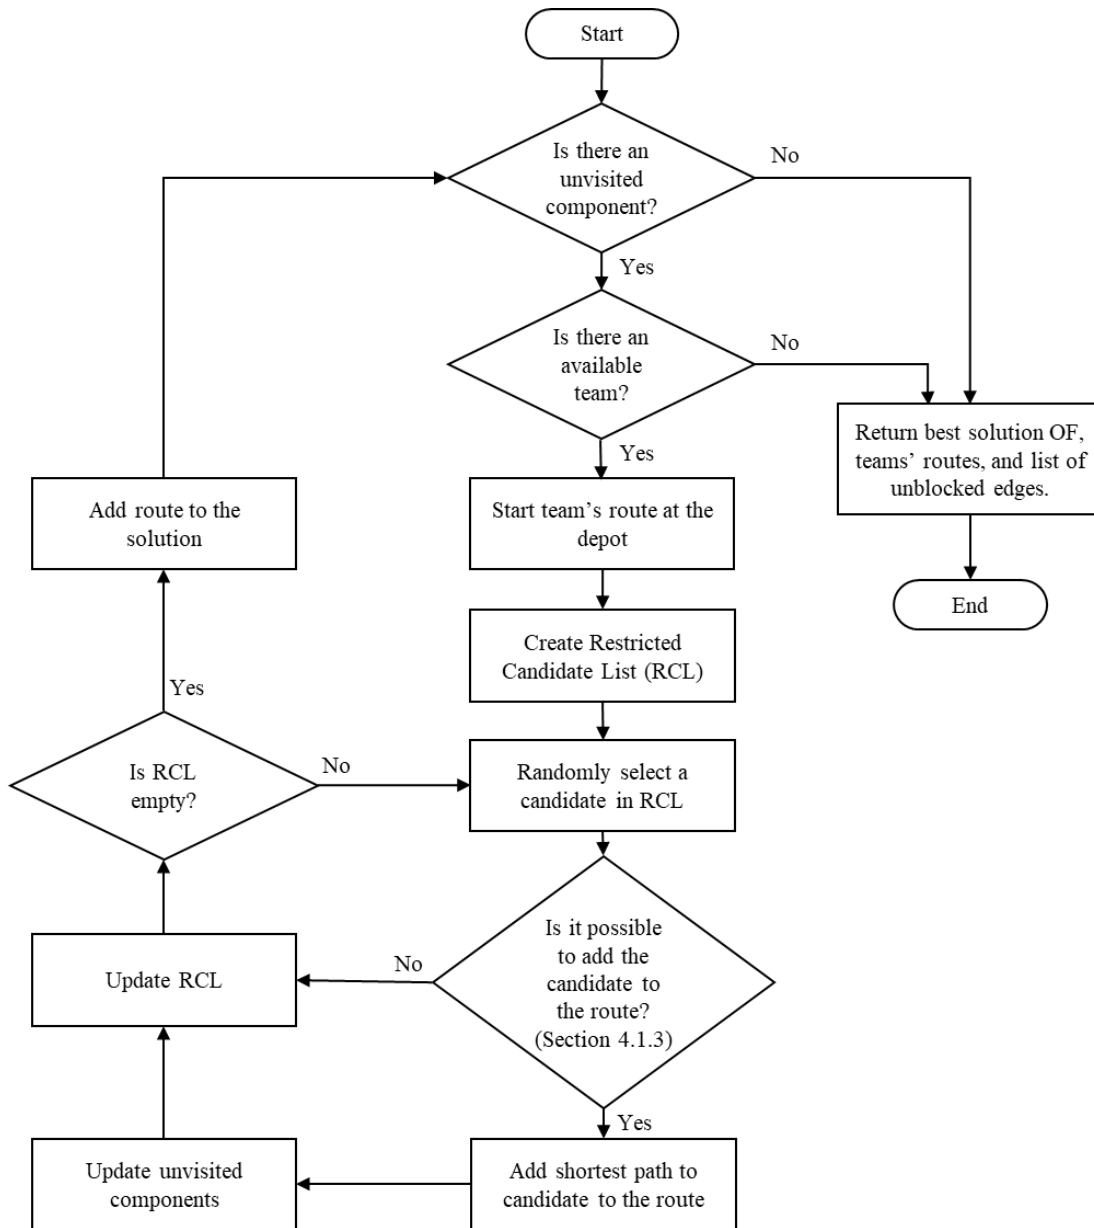 Start
Is there an
unvisited
component?
No
Yes
Is there an
available
team?
No
Yes
Return best solution OF,
teams’ routes, and list of
unblocked edges.
End
Add route to the
solution
Start team’s route at the
depot
Create Restricted
Candidate List (RCL)
Yes
Is RCL
empty?
No
Randomly select a
candidate in RCL
Is it possible
to add the
candidate to
the route?
(Section 4.1.3)
No
Update RCL
Yes
Update unvisited
components
Add shortest path to
candidate to the route